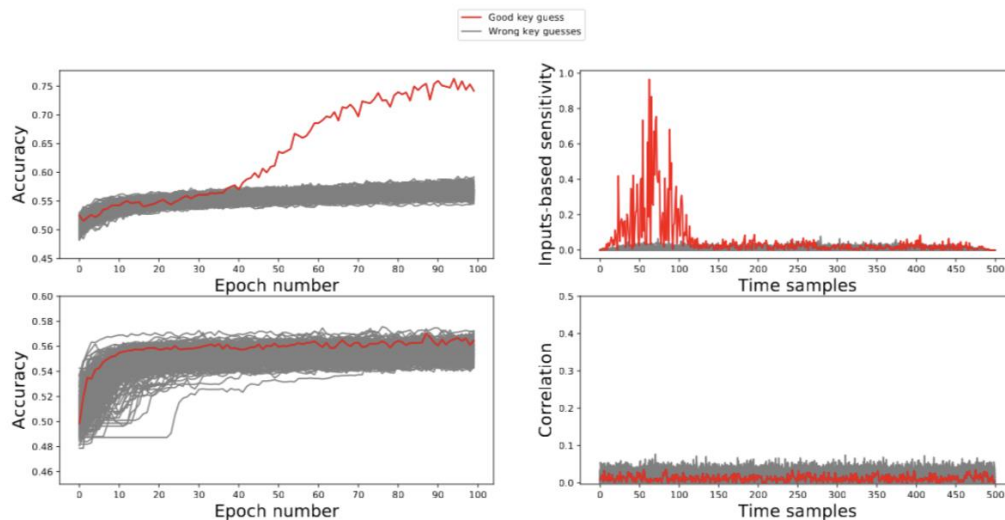 Good key guess
Wrong key guesses
Accuracy
0.75
0.70
0.65
0.60
0.55
0.50
0.45
0 10 20 30 40 50 60 70 80 90 100
Epoch number
Inputs-based sensitivity
1.0
0.8
0.6
0.4
0.2
0.0
0 50 100 150 200 250 300 350 400 450 500
Time samples
Accuracy
0.60
0.58
0.56
0.54
0.52
0.50
0.48
0.46
0 10 20 30 40 50 60 70 80 90 100
Epoch number
Correlation
0.5
0.4
0.3
0.2
0.1
0.0
0 50 100 150 200 250 300 350 400 450 500
Time samples